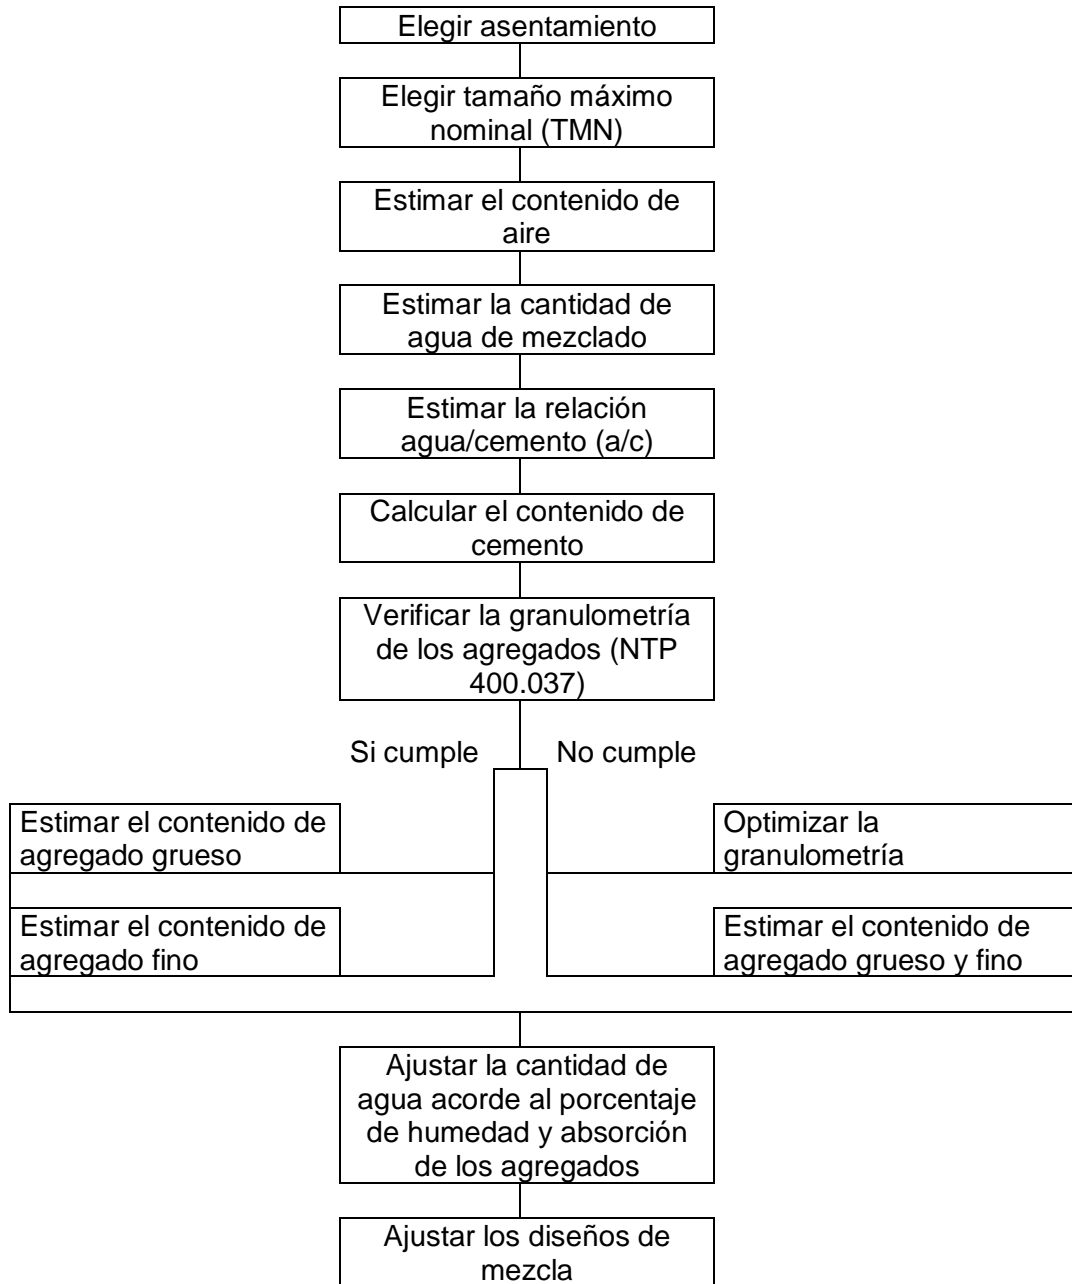 Elegir asentamiento
Elegir tamaño máximo
nominal (TMN)
Estimar el contenido de
aire
Estimar la cantidad de
agua de mezclado
Estimar la relación
agua/cemento (a/c)
Calcular el contenido de
cemento
Verificar la granulometría
de los agregados (NTP
400.037)
Si cumple
No cumple
Estimar el contenido de
agregado grueso
Optimizar la
granulometría
Estimar el contenido de
agregado fino
Estimar el contenido de
agregado grueso y fino
Ajustar la cantidad de
agua acorde al porcentaje
de humedad y absorción
de los agregados
Ajustar los diseños de
mezcla